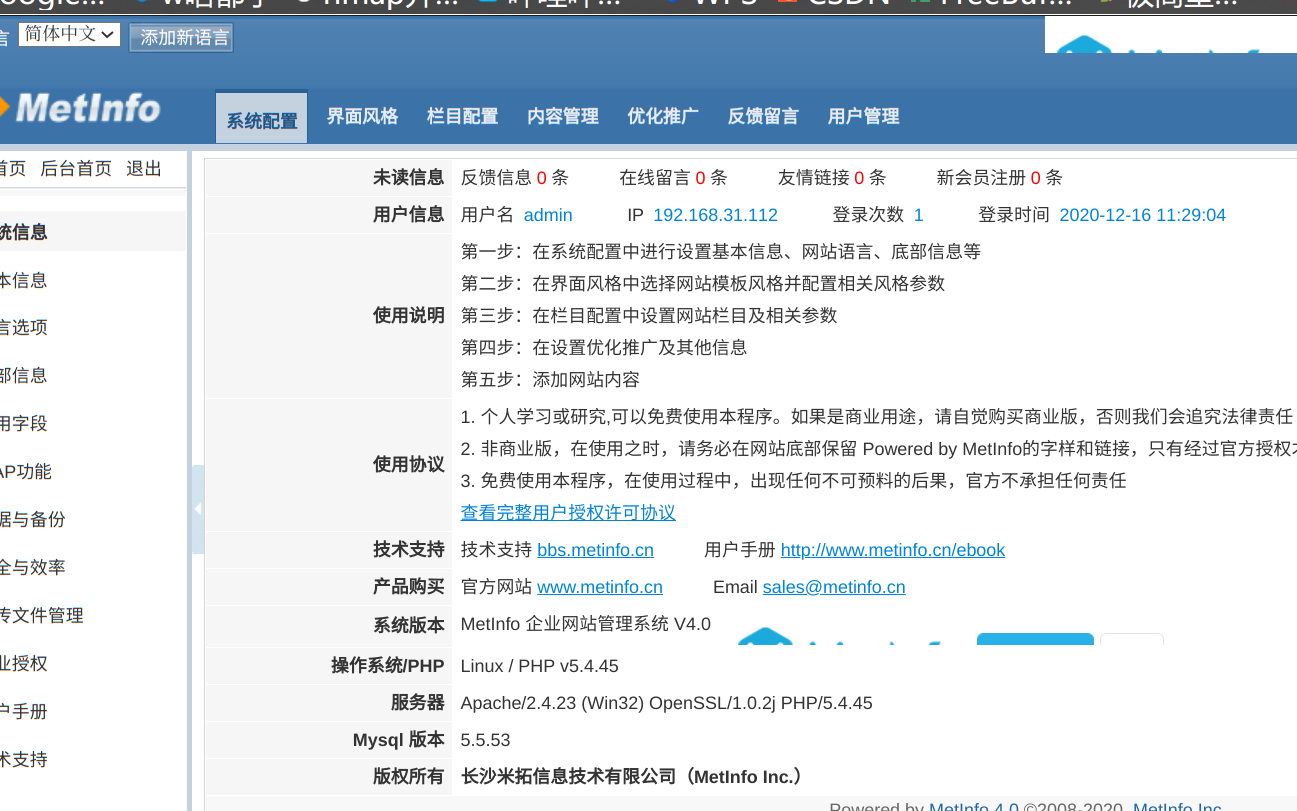 简体中文 添加新语言
MetInfo
系统配置 界面风格 栏目配置 内容管理 优化推广 反馈留言 用户管理
首页 后台首页 退出
统信息
本信息
言选项
部信息
用字段
AP功能
据与备份
全与效率
传文件管理
业授权
户手册
术支持
未读信息 反馈信息 0 条 在线留言 0 条 友情链接 0 条 新会员注册 0 条
用户信息 用户名 admin IP 192.168.31.112 登录次数 1 登录时间 2020-12-16 11:29:04
使用说明
第一步：在系统配置中进行设置基本信息、网站语言、底部信息等
第二步：在界面风格中选择网站模板风格并配置相关风格参数
第三步：在栏目配置中设置网站栏目及相关参数
第四步：在设置优化推广及其他信息
第五步：添加网站内容
使用协议
1. 个人学习或研究,可以免费使用本程序。如果是商业用途，请自觉购买商业版，否则我们会追究法律责任
2. 非商业版，在使用之时，请务必在网站底部保留 Powered by MetInfo的字样和链接，只有经过官方授权
3. 免费使用本程序，在使用过程中，出现任何不可预料的后果，官方不承担任何责任
查看完整用户授权许可协议
技术支持 技术支持 bbs.metinfo.cn 用户手册 http://www.metinfo.cn/ebook
产品购买 官方网站 www.metinfo.cn Email sales@metinfo.cn
系统版本 MetInfo 企业网站管理系统 V4.0
操作系统/PHP Linux / PHP v5.4.45
服务器 Apache/2.4.23 (Win32) OpenSSL/1.0.2j PHP/5.4.45
Mysql 版本 5.5.53
版权所有 长沙米拓信息技术有限公司（MetInfo Inc.）
Powered by MetInfo 4.0 ©2008-2020 MetInfo Inc.